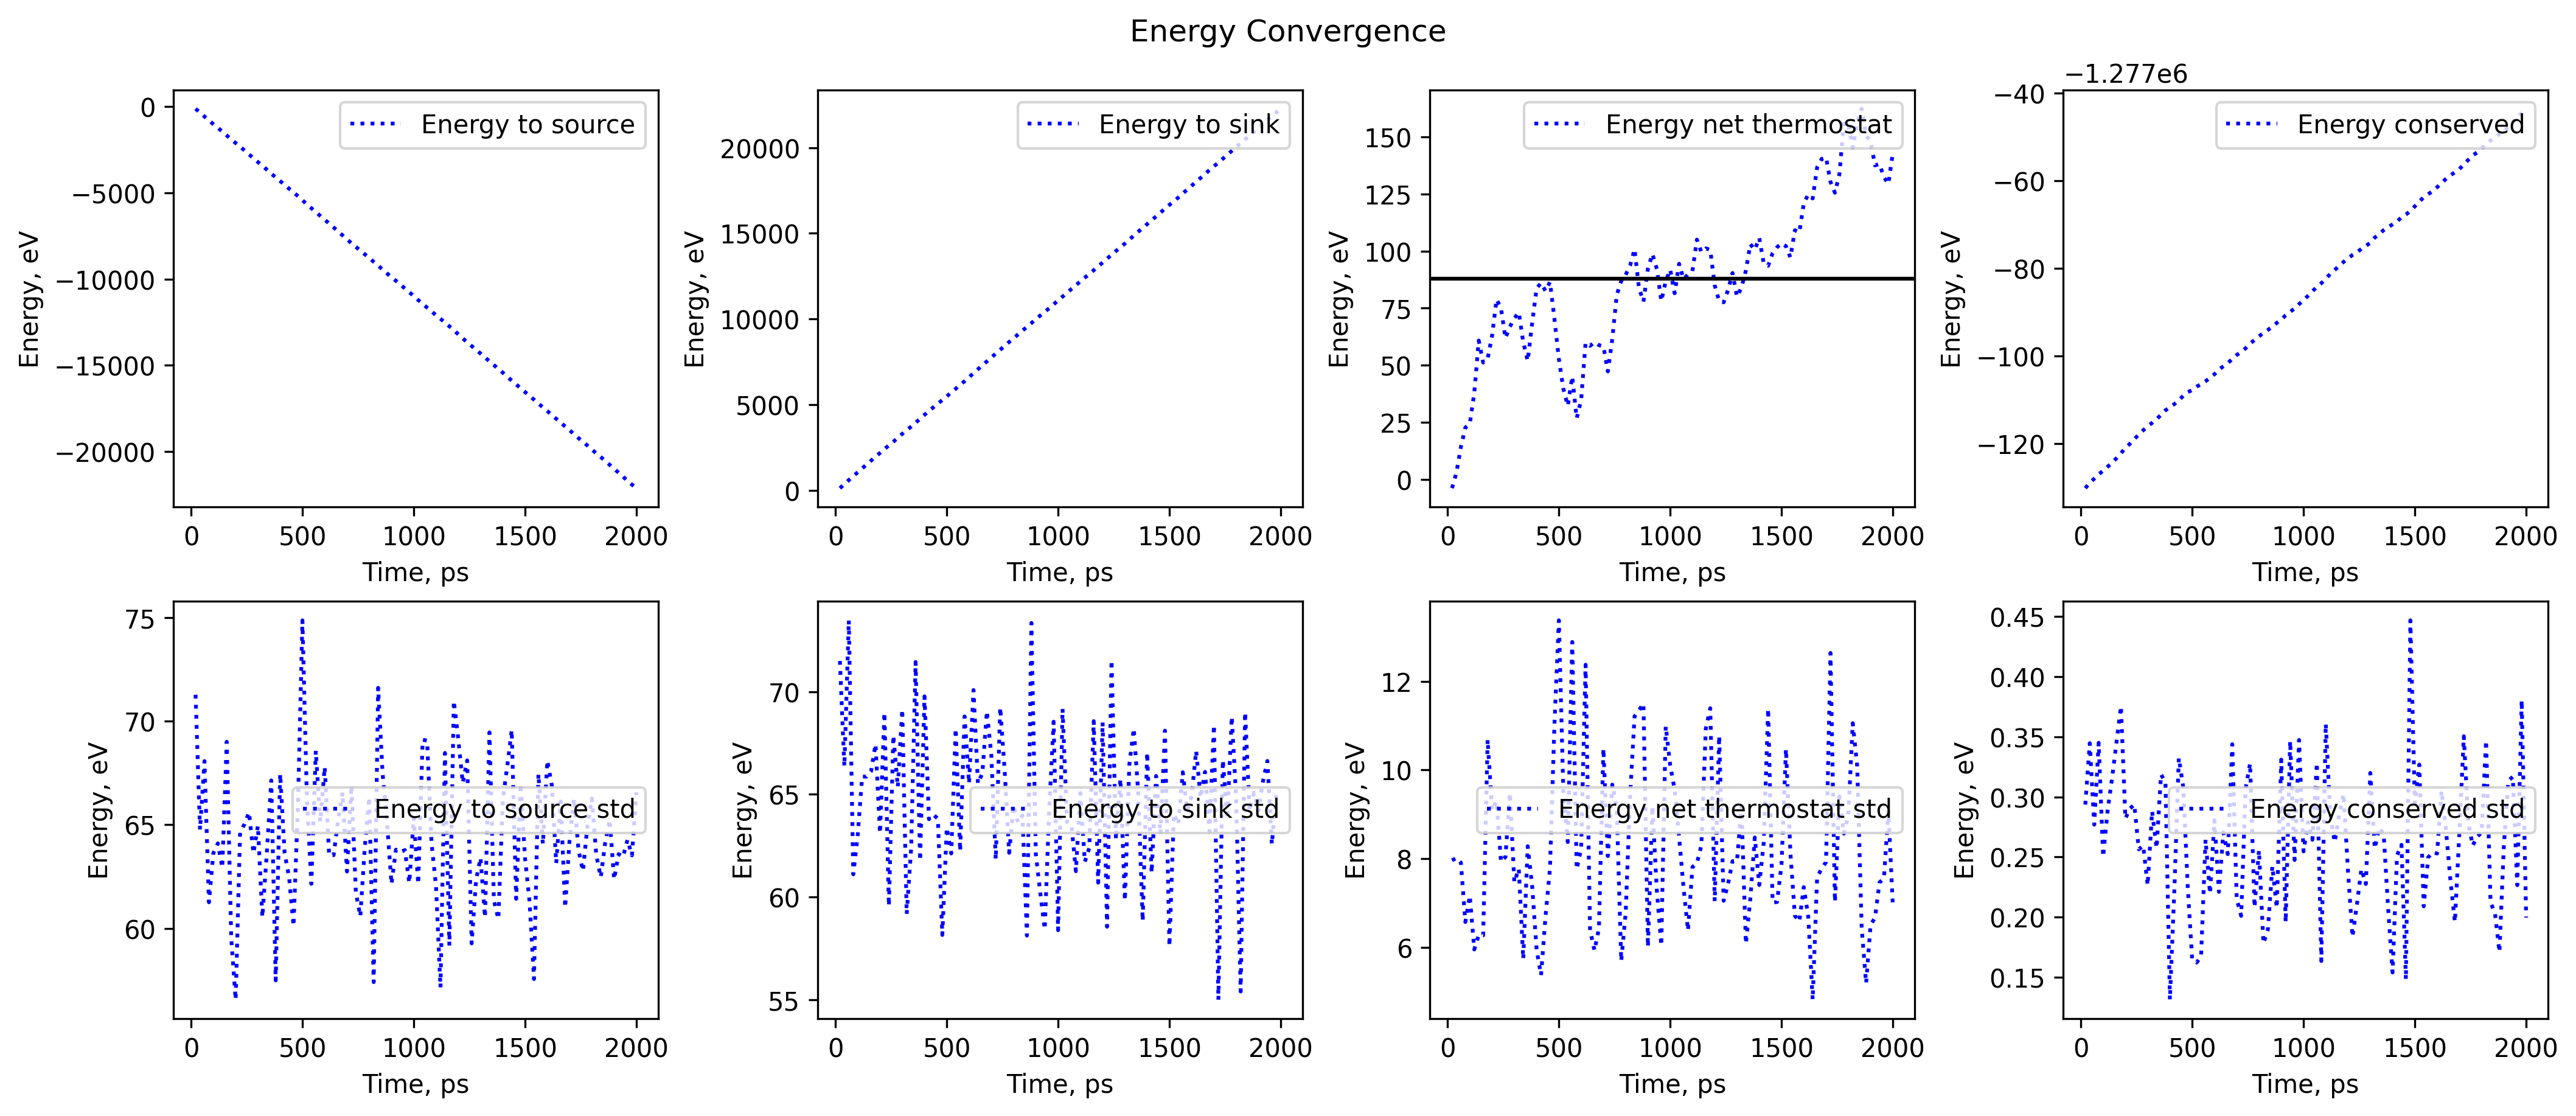 Energy Convergence
Energy, eV
0
−5000
−10000
−15000
−20000
Energy to source
0 500 1000 1500 2000
Time, ps
Energy, eV
20000
15000
10000
5000
0
Energy to sink
0 500 1000 1500 2000
Time, ps
Energy, eV
150
125
100
75
50
25
0
Energy net thermostat
0 500 1000 1500 2000
Time, ps
−1.277e6
Energy, eV
−40
−60
−80
−100
−120
Energy conserved
0 500 1000 1500 2000
Time, ps
Energy, eV
75
70
65
60
Energy to source std
0 500 1000 1500 2000
Time, ps
Energy, eV
70
65
60
55
Energy to sink std
0 500 1000 1500 2000
Time, ps
Energy, eV
12
10
8
6
Energy net thermostat std
0 500 1000 1500 2000
Time, ps
Energy, eV
0.45
0.40
0.35
0.30
0.25
0.20
0.15
Energy conserved std
0 500 1000 1500 2000
Time, ps